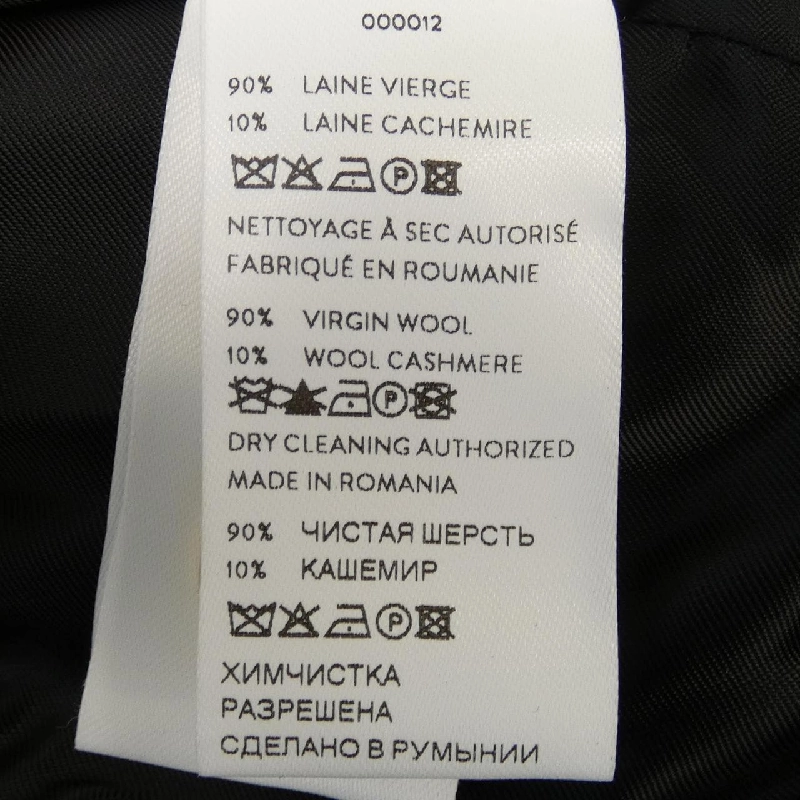 000012
90% LAINE VIERGE
10% LAINE CACHEMIRE
P
NETTOYAGE À SEC AUTORISÉ
FABRIQUÉ EN ROUMANIE
90% VIRGIN WOOL
10% WOOL CASHMERE
P
DRY CLEANING AUTHORIZED
MADE IN ROMANIA
90% ЧИСТАЯ ШЕРСТЬ
10% КАШЕМИР
P
ХИМЧИСТКА
РАЗРЕШЕНА
СДЕЛАНО В РУМЫНИИ